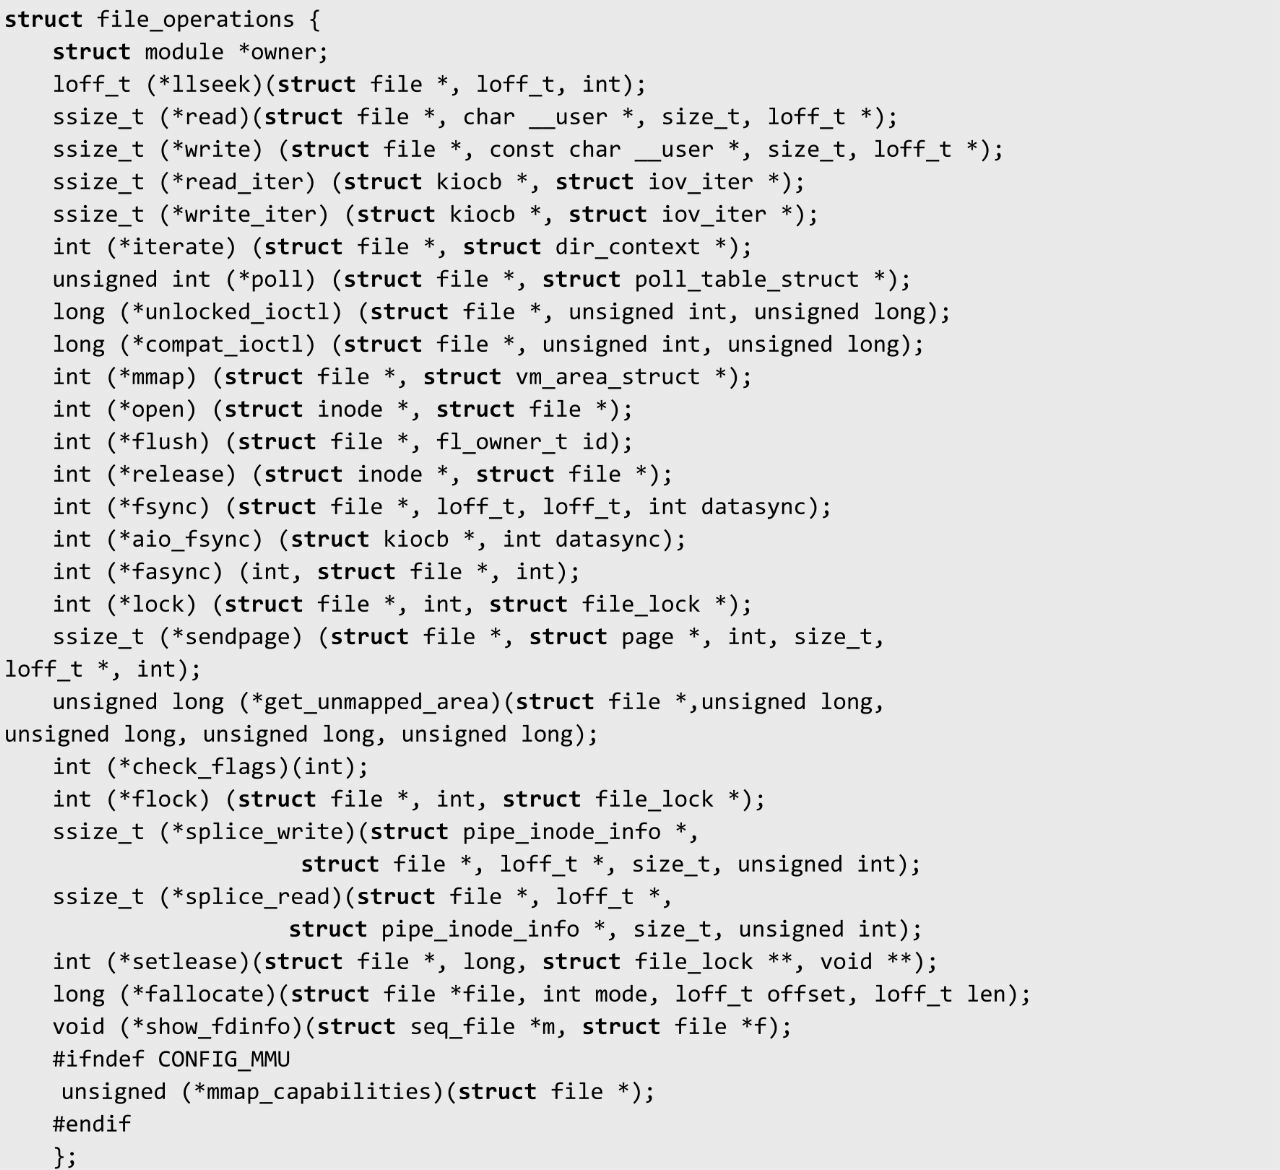 struct file_operations {
struct module *owner;
loff_t (*llseek)(struct file *, loff_t, int);
ssize_t (*read)(struct file *, char __user *, size_t, loff_t *);
ssize_t (*write) (struct file *, const char __user *, size_t, loff_t *);
ssize_t (*read_iter) (struct kiocb *, struct iov_iter *);
ssize_t (*write_iter) (struct kiocb *, struct iov_iter *);
int (*iterate) (struct file *, struct dir_context *);
unsigned int (*poll) (struct file *, struct poll_table_struct *);
long (*unlocked_ioctl) (struct file *, unsigned int, unsigned long);
long (*compat_ioctl) (struct file *, unsigned int, unsigned long);
int (*mmap) (struct file *, struct vm_area_struct *);
int (*open) (struct inode *, struct file *);
int (*flush) (struct file *, fl_owner_t id);
int (*release) (struct inode *, struct file *);
int (*fsync) (struct file *, loff_t, loff_t, int datasync);
int (*aio_fsync) (struct kiocb *, int datasync);
int (*fasync) (int, struct file *, int);
int (*lock) (struct file *, int, struct file_lock *);
ssize_t (*sendpage) (struct file *, struct page *, int, size_t,
loff_t *, int);
unsigned long (*get_unmapped_area)(struct file *,unsigned long,
unsigned long, unsigned long, unsigned long);
int (*check_flags)(int);
int (*flock) (struct file *, int, struct file_lock *);
ssize_t (*splice_write)(struct pipe_inode_info *,
struct file *, loff_t *, size_t, unsigned int);
ssize_t (*splice_read)(struct file *, loff_t *,
struct pipe_inode_info *, size_t, unsigned int);
int (*setlease)(struct file *, long, struct file_lock **, void **);
long (*fallocate)(struct file *file, int mode, loff_t offset, loff_t len);
void (*show_fdinfo)(struct seq_file *m, struct file *f);
#ifndef CONFIG_MMU
unsigned (*mmap_capabilities)(struct file *);
#endif
};